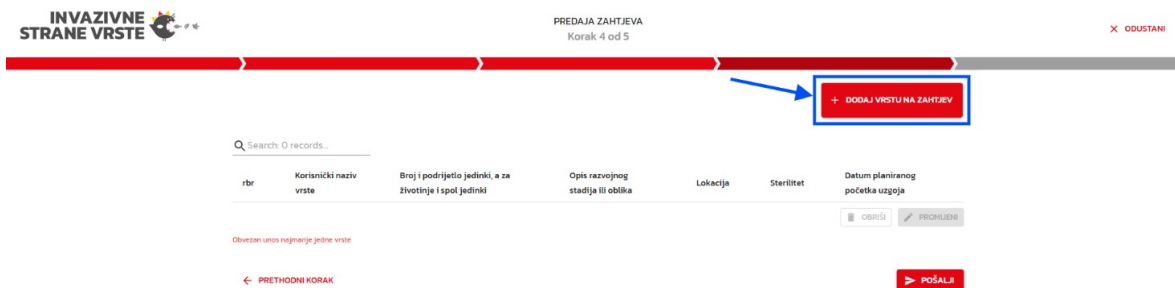 INVAZIVNE
STRANE VRSTE
PREDAJA ZAHTJEVA
Korak 4 od 5
ODUSTANI
+ DODAJ VRSTU NA ZAHTJEV
Search: 0 records...
rbr
Korisnički naziv
vrste
Broj i podrijetlo jedinki, a za
životinje i spol jedinki
Opis razvojnog
stadija ili oblika
Lokacija
Sterilitet
Datum planiranog
početka uzgoja
OBRIŠI
PROMIJENI
Obvezan unos najmanje jedne vrste
PRETHODNI KORAK
POŠALJI